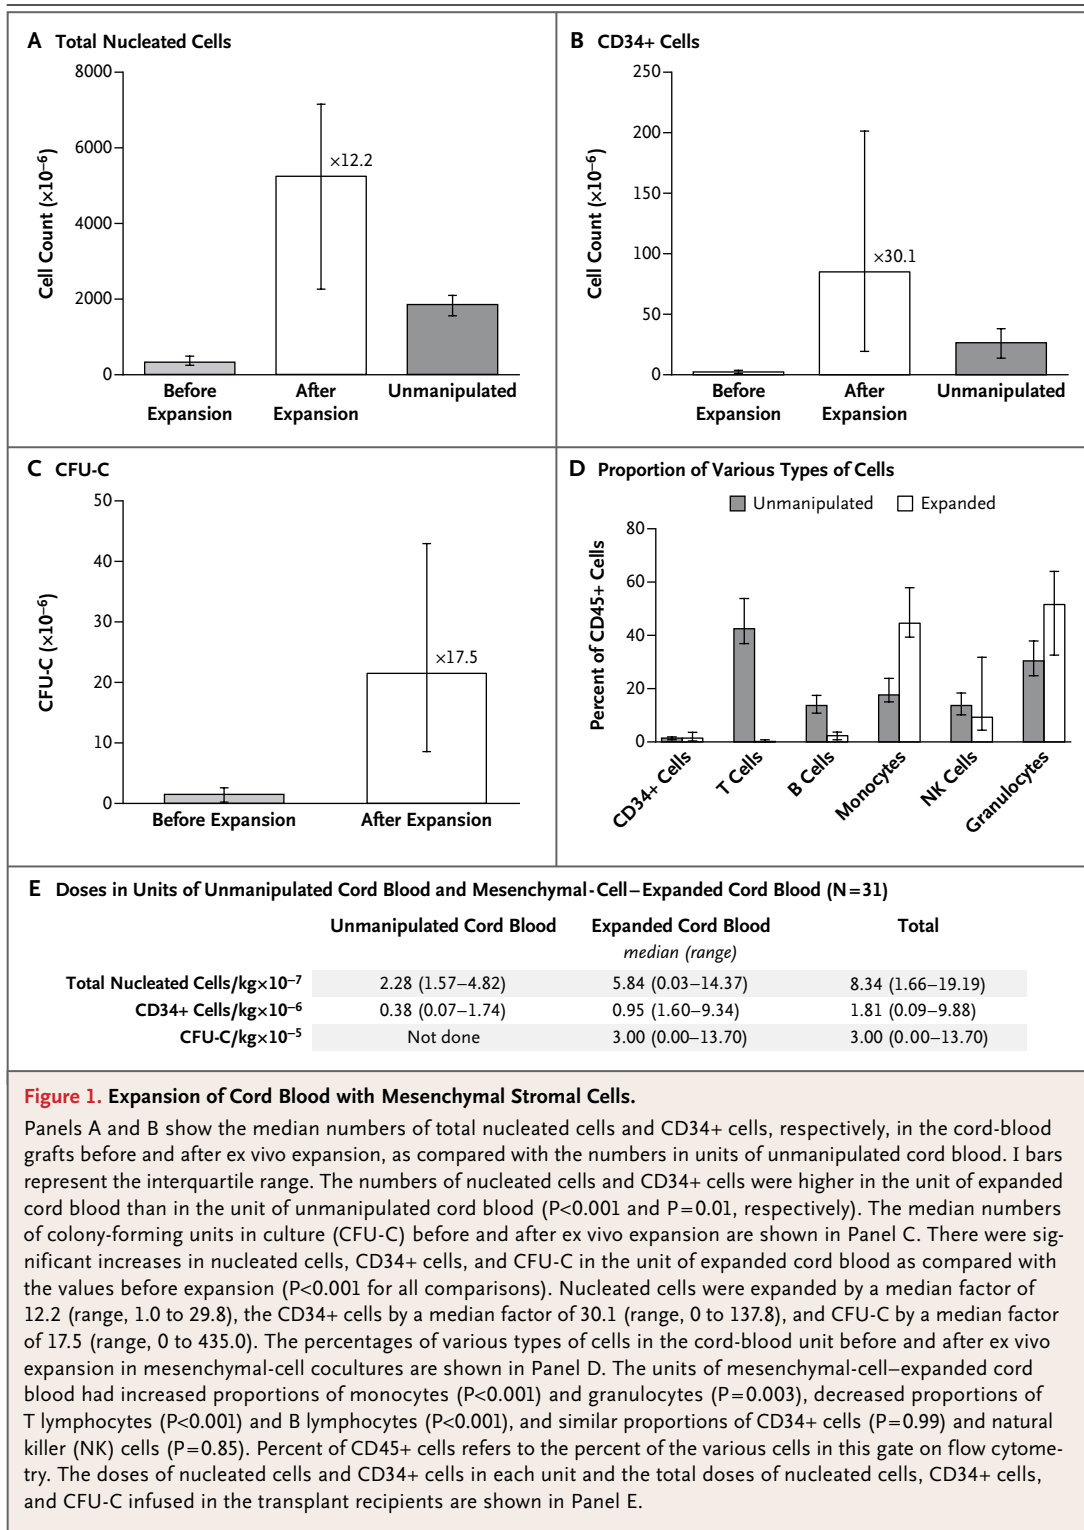 A Total Nucleated Cells
8000
6000
4000
2000
0
Cell Count (×10⁻⁶)
×12.2
Before Expansion
After Expansion
Unmanipulated
B CD34+ Cells
250
200
150
100
50
0
Cell Count (×10⁻⁶)
×30.1
Before Expansion
After Expansion
Unmanipulated
C CFU-C
50
40
30
20
10
0
CFU-C (×10⁻⁶)
×17.5
Before Expansion
After Expansion
D Proportion of Various Types of Cells
Unmanipulated Expanded
80
60
40
20
0
Percent of CD45+ Cells
CD34+ Cells
T Cells
B Cells
Monocytes
NK Cells
Granulocytes
E Doses in Units of Unmanipulated Cord Blood and Mesenchymal-Cell–Expanded Cord Blood (N=31)
Unmanipulated Cord Blood Expanded Cord Blood Total
median (range)
Total Nucleated Cells/kg×10⁻⁷ 2.28 (1.57–4.82) 5.84 (0.03–14.37) 8.34 (1.66–19.19)
CD34+ Cells/kg×10⁻⁶ 0.38 (0.07–1.74) 0.95 (1.60–9.34) 1.81 (0.09–9.88)
CFU-C/kg×10⁻⁵ Not done 3.00 (0.00–13.70) 3.00 (0.00–13.70)
Figure 1. Expansion of Cord Blood with Mesenchymal Stromal Cells.
Panels A and B show the median numbers of total nucleated cells and CD34+ cells, respectively, in the cord-blood
grafts before and after ex vivo expansion, as compared with the numbers in units of unmanipulated cord blood. I bars
represent the interquartile range. The numbers of nucleated cells and CD34+ cells were higher in the unit of expanded
cord blood than in the unit of unmanipulated cord blood (P<0.001 and P=0.01, respectively). The median numbers
of colony-forming units in culture (CFU-C) before and after ex vivo expansion are shown in Panel C. There were sig-
nificant increases in nucleated cells, CD34+ cells, and CFU-C in the unit of expanded cord blood as compared with
the values before expansion (P<0.001 for all comparisons). Nucleated cells were expanded by a median factor of
12.2 (range, 1.0 to 29.8), the CD34+ cells by a median factor of 30.1 (range, 0 to 137.8), and CFU-C by a median factor
of 17.5 (range, 0 to 435.0). The percentages of various types of cells in the cord-blood unit before and after ex vivo
expansion in mesenchymal-cell cocultures are shown in Panel D. The units of mesenchymal-cell–expanded cord
blood had increased proportions of monocytes (P<0.001) and granulocytes (P=0.003), decreased proportions of
T lymphocytes (P<0.001) and B lymphocytes (P<0.001), and similar proportions of CD34+ cells (P=0.99) and natural
killer (NK) cells (P=0.85). Percent of CD45+ cells refers to the percent of the various cells in this gate on flow cytome-
try. The doses of nucleated cells and CD34+ cells in each unit and the total doses of nucleated cells, CD34+ cells,
and CFU-C infused in the transplant recipients are shown in Panel E.